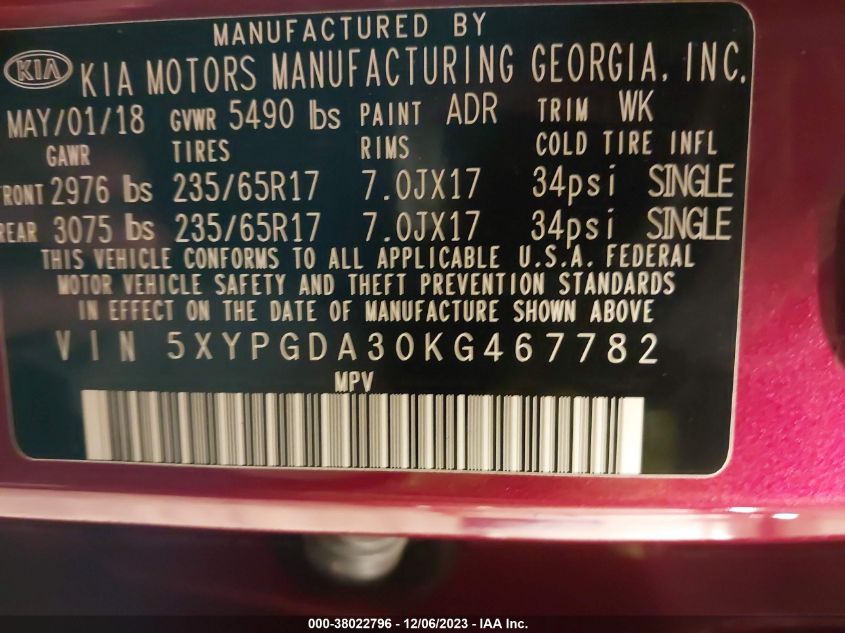 MANUFACTURED BY
KIA KIA MOTORS MANUFACTURING GEORGIA, INC.
MAY/01/18 GVWR 5490 lbs PAINT ADR TRIM WK
GAWR TIRES RIMS COLD TIRE INFL
FRONT 2976 lbs 235/65R17 7.0JX17 34psi SINGLE
REAR 3075 lbs 235/65R17 7.0JX17 34psi SINGLE
THIS VEHICLE CONFORMS TO ALL APPLICABLE U.S.A. FEDERAL
MOTOR VEHICLE SAFETY AND THEFT PREVENTION STANDARDS
IN EFFECT ON THE DATE OF MANUFACTURE SHOWN ABOVE
VIN 5XYPGDA30KG467782
MPV
000-38022796 - 12/06/2023 - IAA Inc.